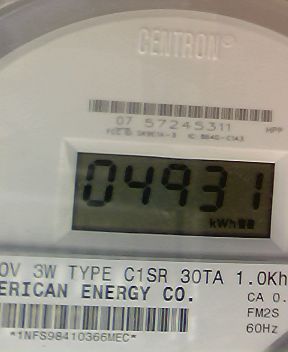 CENTRON®
07 57245311
HPP
04931
kWh
0V 3W TYPE C1SR 30TA 1.0Kh
ERICAN ENERGY CO.
CA 0.
FM2S
60Hz
*1NFS98410366MEC*